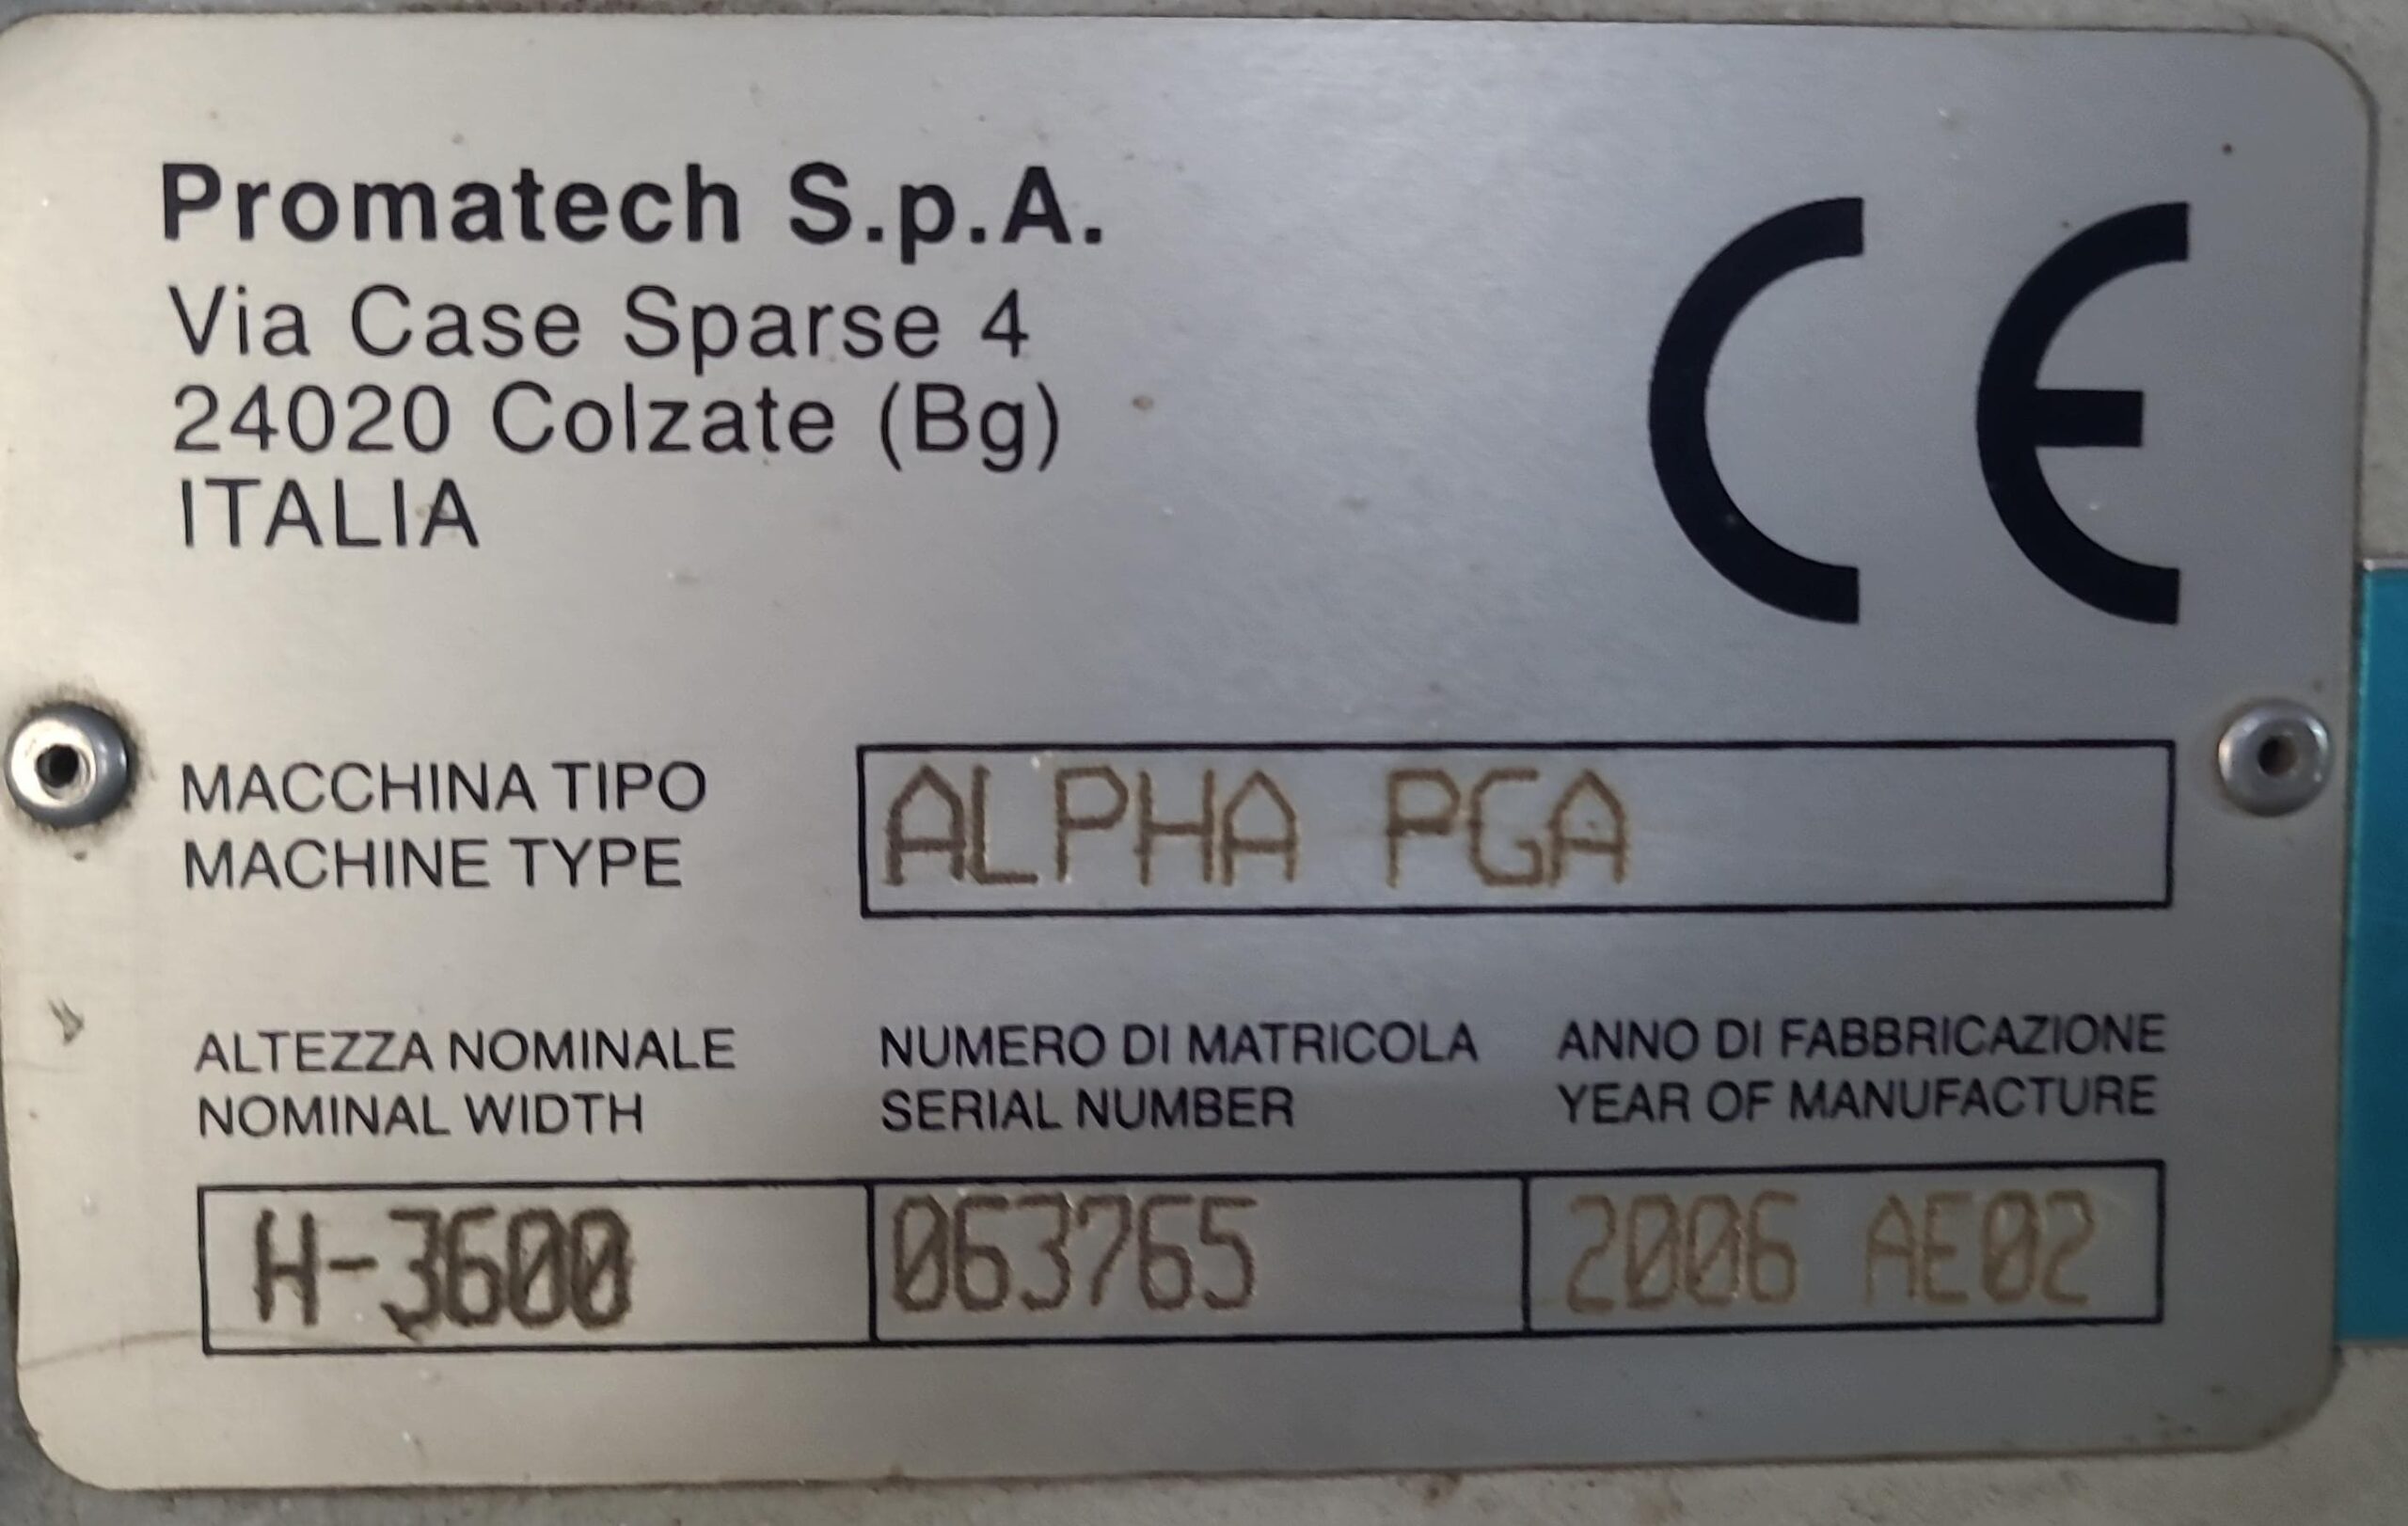 Promatech S.p.A.
Via Case Sparse 4
24020 Colzate (Bg)
ITALIA
CE
MACCHINA TIPO
MACHINE TYPE
ALPHA PGA
ALTEZZA NOMINALE
NOMINAL WIDTH
H-3600
NUMERO DI MATRICOLA
SERIAL NUMBER
063765
ANNO DI FABBRICAZIONE
YEAR OF MANUFACTURE
2006 AE02